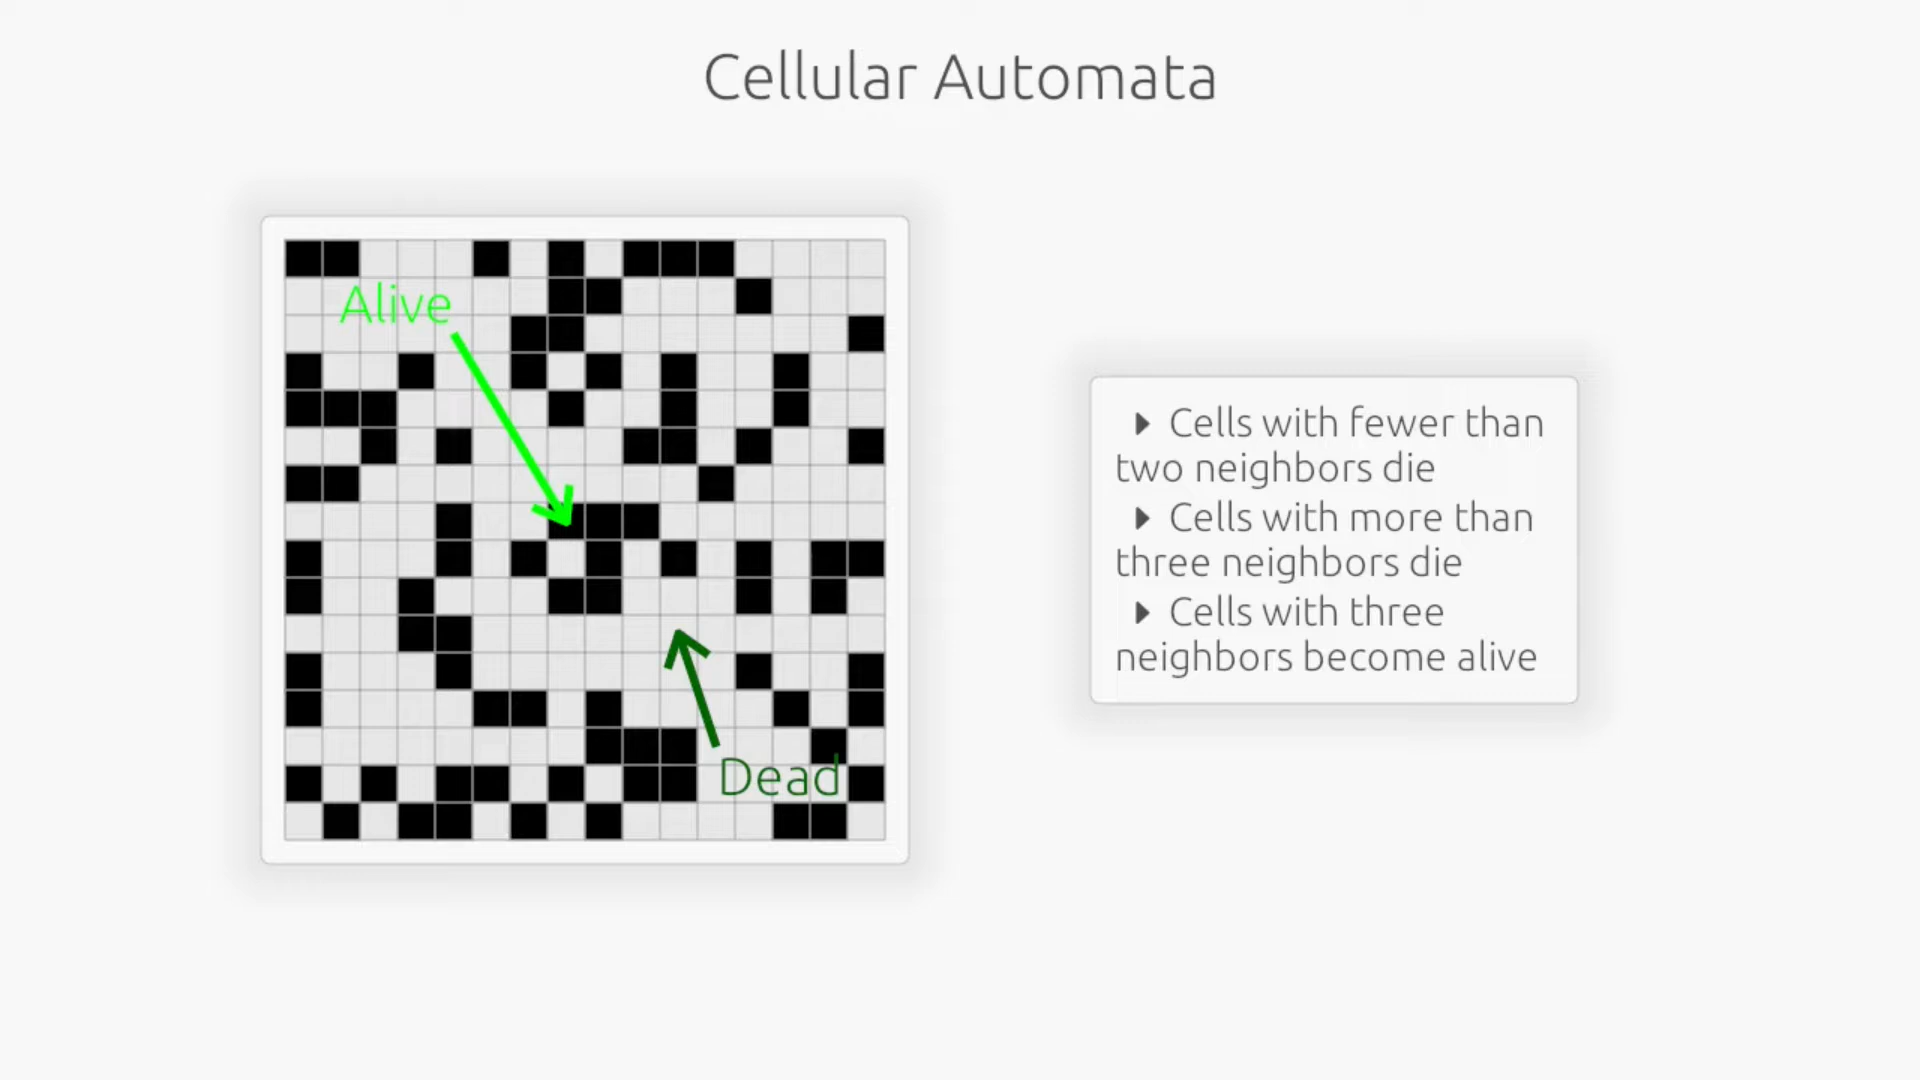 Cellular Automata
Alive
Dead
Cells with fewer than
two neighbors die
Cells with more than
three neighbors die
Cells with three
neighbors become alive